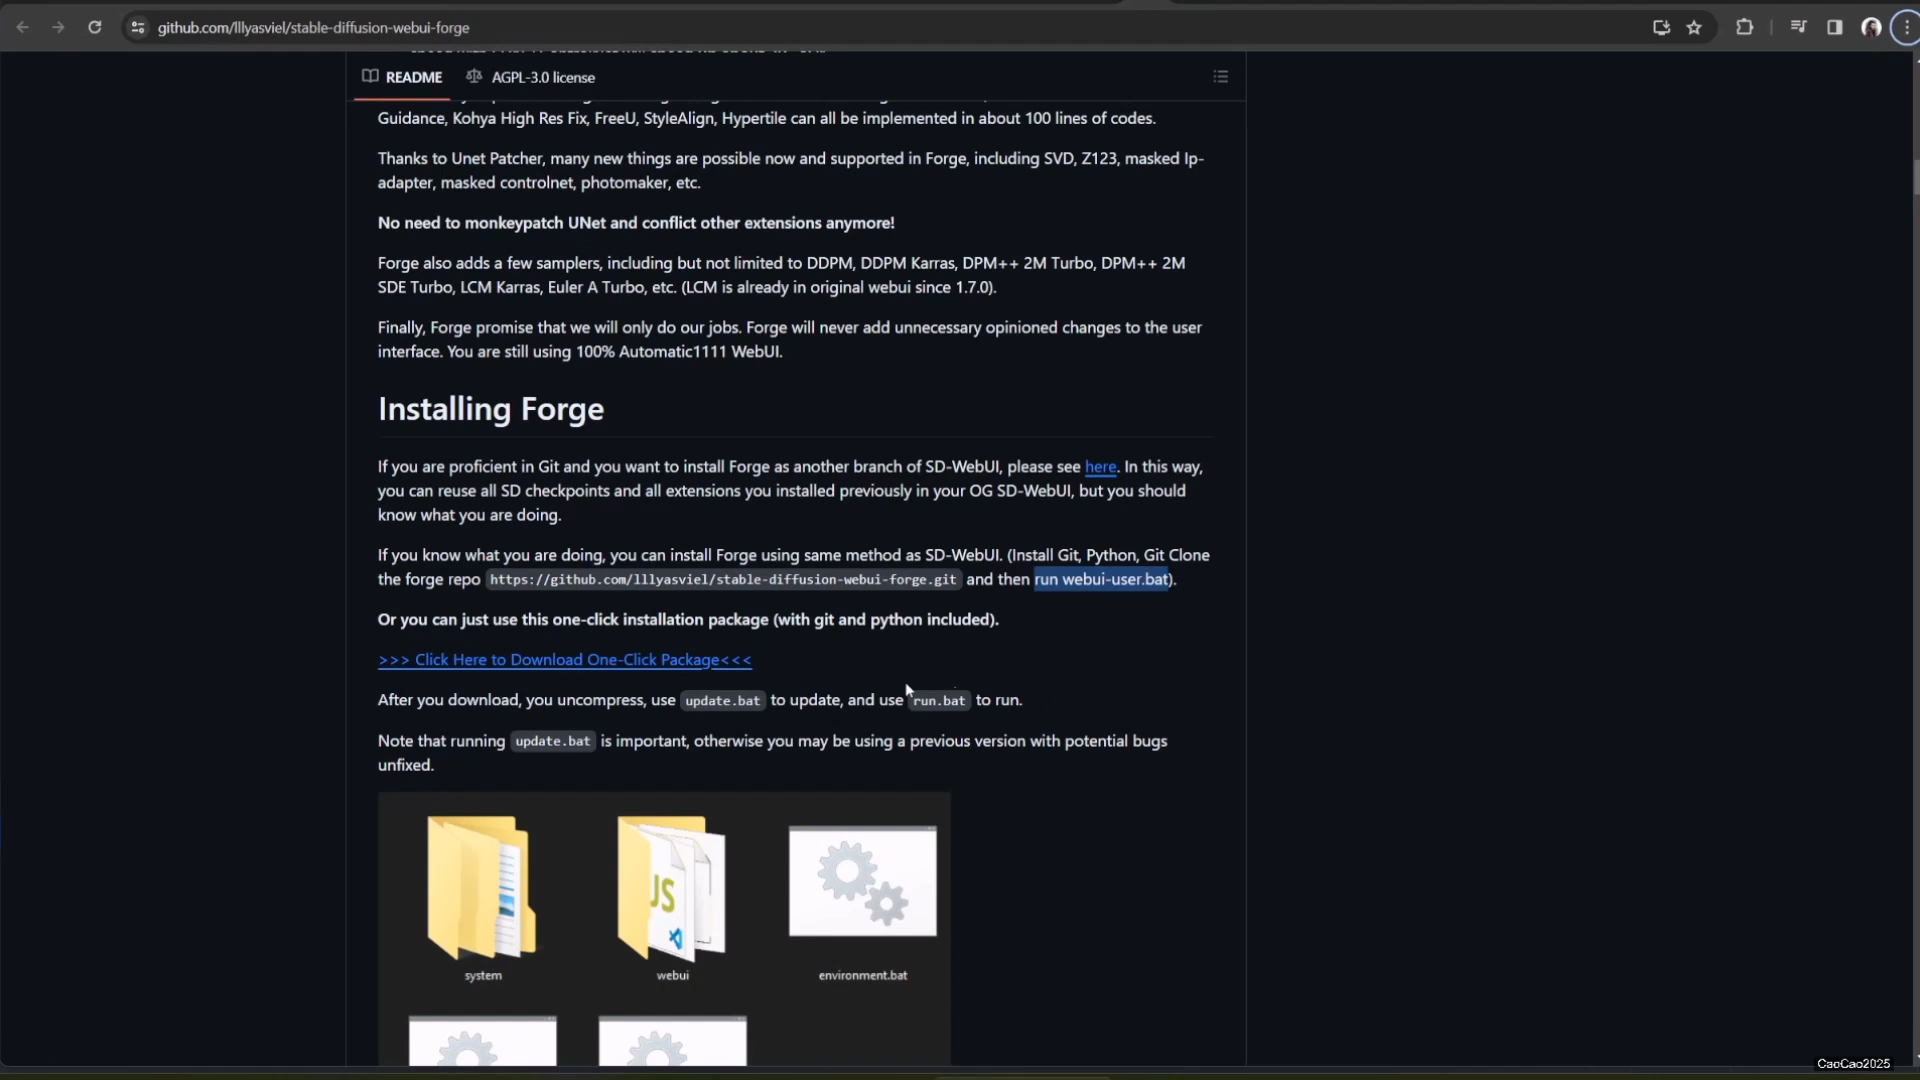 github.com/lllyasviel/stable-diffusion-webui-forge
README AGPL-3.0 license
Guidance, Kohya High Res Fix, FreeU, StyleAlign, Hypertile can all be implemented in about 100 lines of codes.
Thanks to Unet Patcher, many new things are possible now and supported in Forge, including SVD, Z123, masked Ip-
adapter, masked controlnet, photomaker, etc.
No need to monkeypatch UNet and conflict other extensions anymore!
Forge also adds a few samplers, including but not limited to DDPM, DDPM Karras, DPM++ 2M Turbo, DPM++ 2M
SDE Turbo, LCM Karras, Euler A Turbo, etc. (LCM is already in original webui since 1.7.0).
Finally, Forge promise that we will only do our jobs. Forge will never add unnecessary opinioned changes to the user
interface. You are still using 100% Automatic1111 WebUI.
Installing Forge
If you are proficient in Git and you want to install Forge as another branch of SD-WebUI, please see here. In this way,
you can reuse all SD checkpoints and all extensions you installed previously in your OG SD-WebUI, but you should
know what you are doing.
If you know what you are doing, you can install Forge using same method as SD-WebUI. (Install Git, Python, Git Clone
the forge repo https://github.com/lllyasviel/stable-diffusion-webui-forge.git and then run webui-user.bat).
Or you can just use this one-click installation package (with git and python included).
>>> Click Here to Download One-Click Package<<<
After you download, you uncompress, use update.bat to update, and use run.bat to run.
Note that running update.bat is important, otherwise you may be using a previous version with potential bugs
unfixed.
JS
system webui environment.bat
CaoCao2025